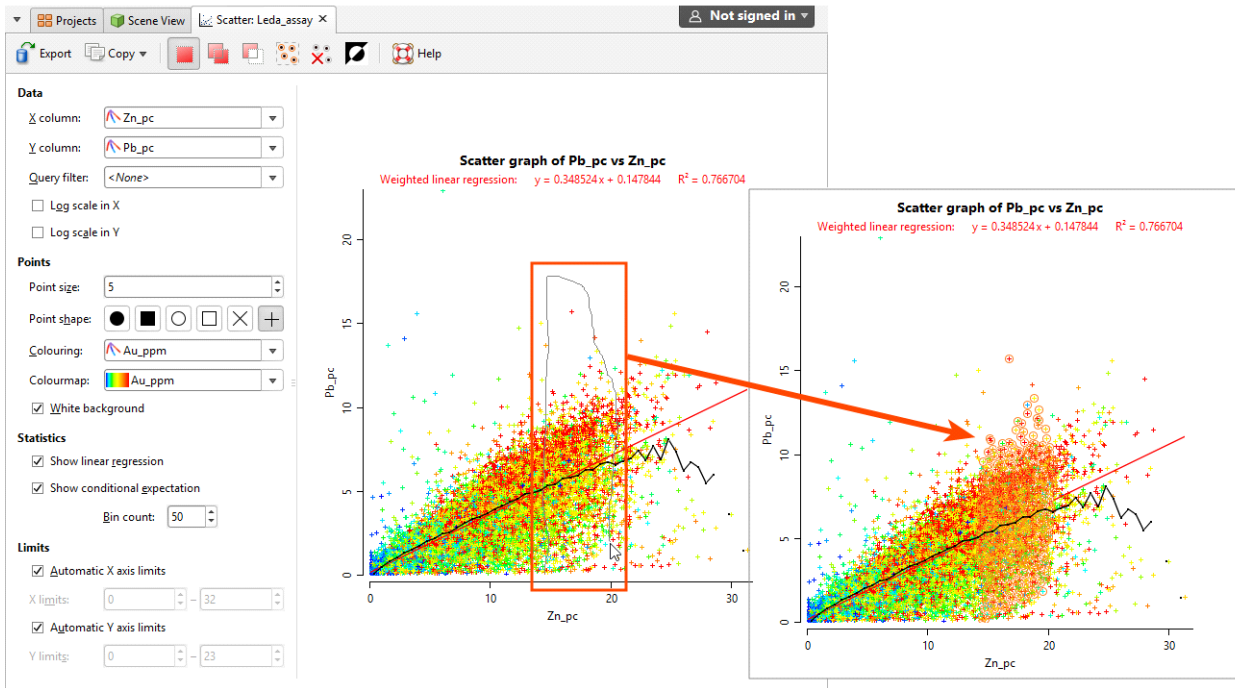 Projects Scene View Scatter: Leda_assay × Not signed in
Export Copy Help
Data
X column: Zn_pc
Y column: Pb_pc
Query filter: <None>
Log scale in X
Log scale in Y
Points
Point size: 5
Point shape:
Colouring: Au_ppm
Colourmap: Au_ppm
White background
Statistics
Show linear regression
Show conditional expectation
Bin count: 50
Limits
Automatic X axis limits
X limits: 0 – 32
Automatic Y axis limits
Y limits: 0 – 23
Scatter graph of Pb_pc vs Zn_pc
Weighted linear regression: y = 0.348524x + 0.147844 R² = 0.766704
20
15
10
5
0
Pb_pc
0 10 20 30
Zn_pc
Scatter graph of Pb_pc vs Zn_pc
Weighted linear regression: y = 0.348524x + 0.147844 R² = 0.766704
20
15
10
5
0
Pb_pc
0 10 20 30
Zn_pc